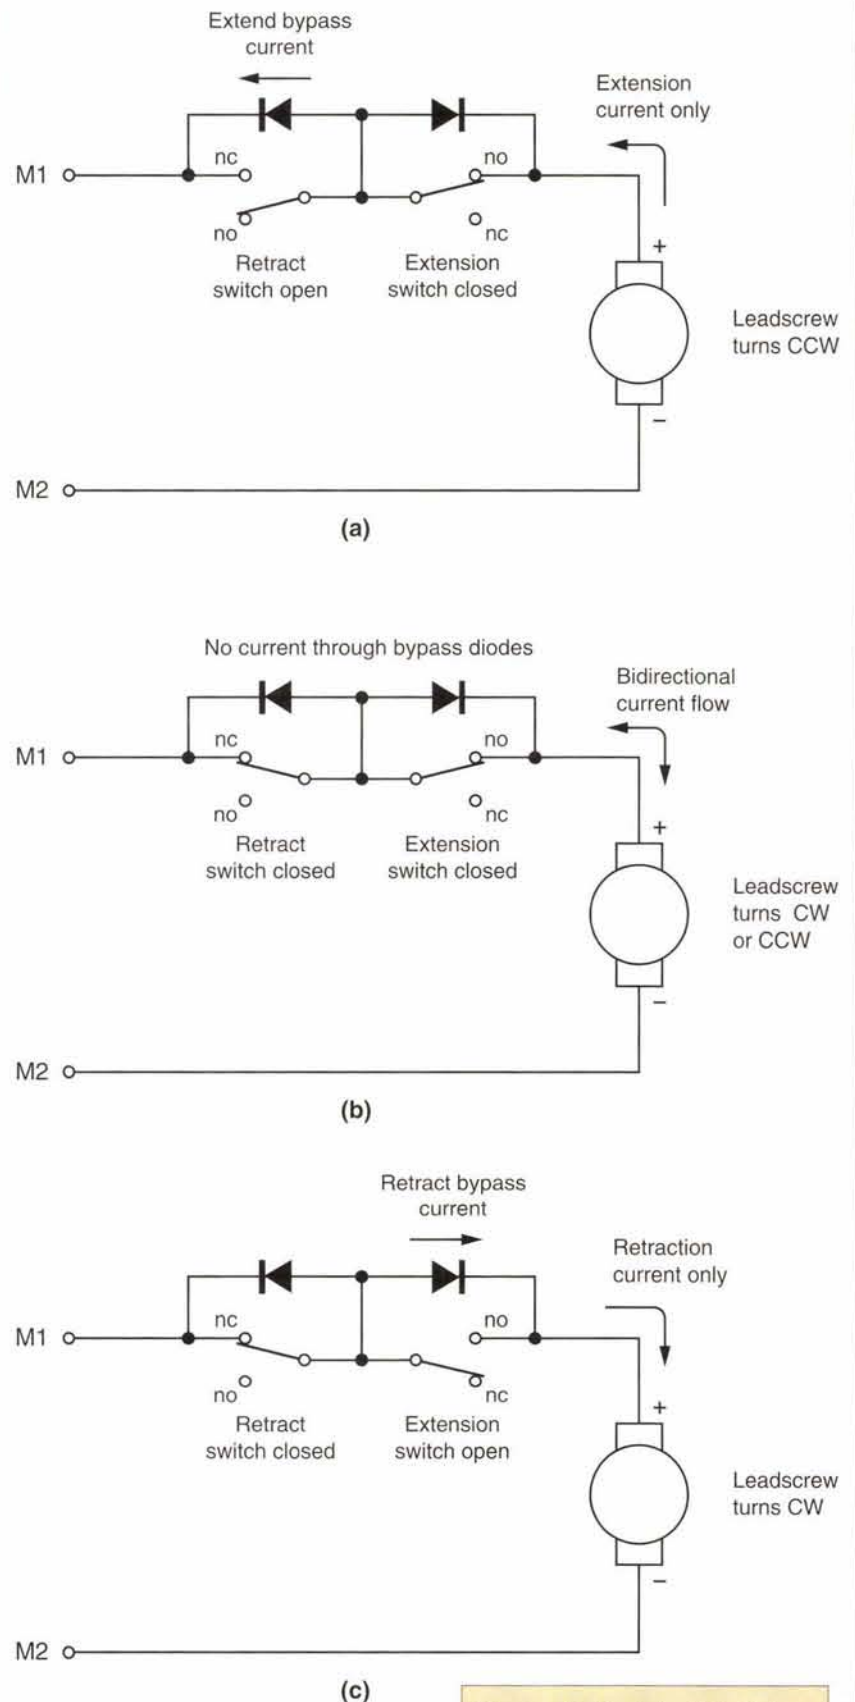 Extend bypass
current
Extension
current only
nc
no
M1
no
nc
Retract
switch open
Extension
switch closed
+
Leadscrew
turns CCW
–
M2
(a)
No current through bypass diodes
Bidirectional
current flow
nc
no
M1
no
nc
Retract
switch closed
Extension
switch closed
+
Leadscrew
turns CW
or CCW
–
M2
(b)
Retract bypass
current
Retraction
current only
nc
no
M1
no
nc
Retract
switch closed
Extension
switch open
+
Leadscrew
turns CW
–
M2
(c)